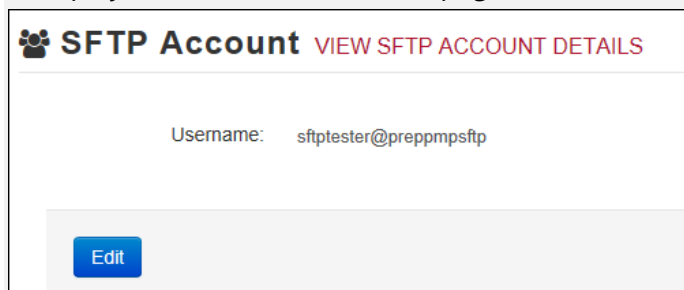 SFTP Account VIEW SFTP ACCOUNT DETAILS
Username: sftptester@preppmpsftp
Edit